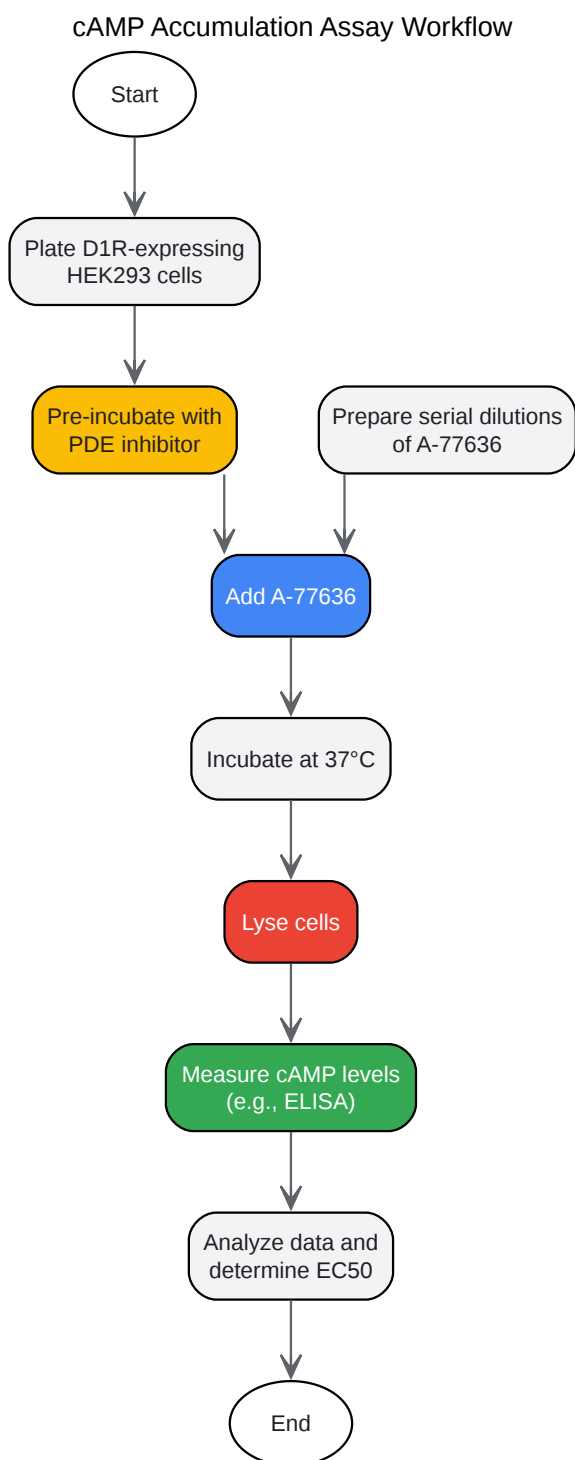 cAMP Accumulation Assay Workflow
Start
Plate D1R-expressing
HEK293 cells
Pre-incubate with
PDE inhibitor
Prepare serial dilutions
of A-77636
Add A-77636
Incubate at 37°C
Lyse cells
Measure cAMP levels
(e.g., ELISA)
Analyze data and
determine EC50
End